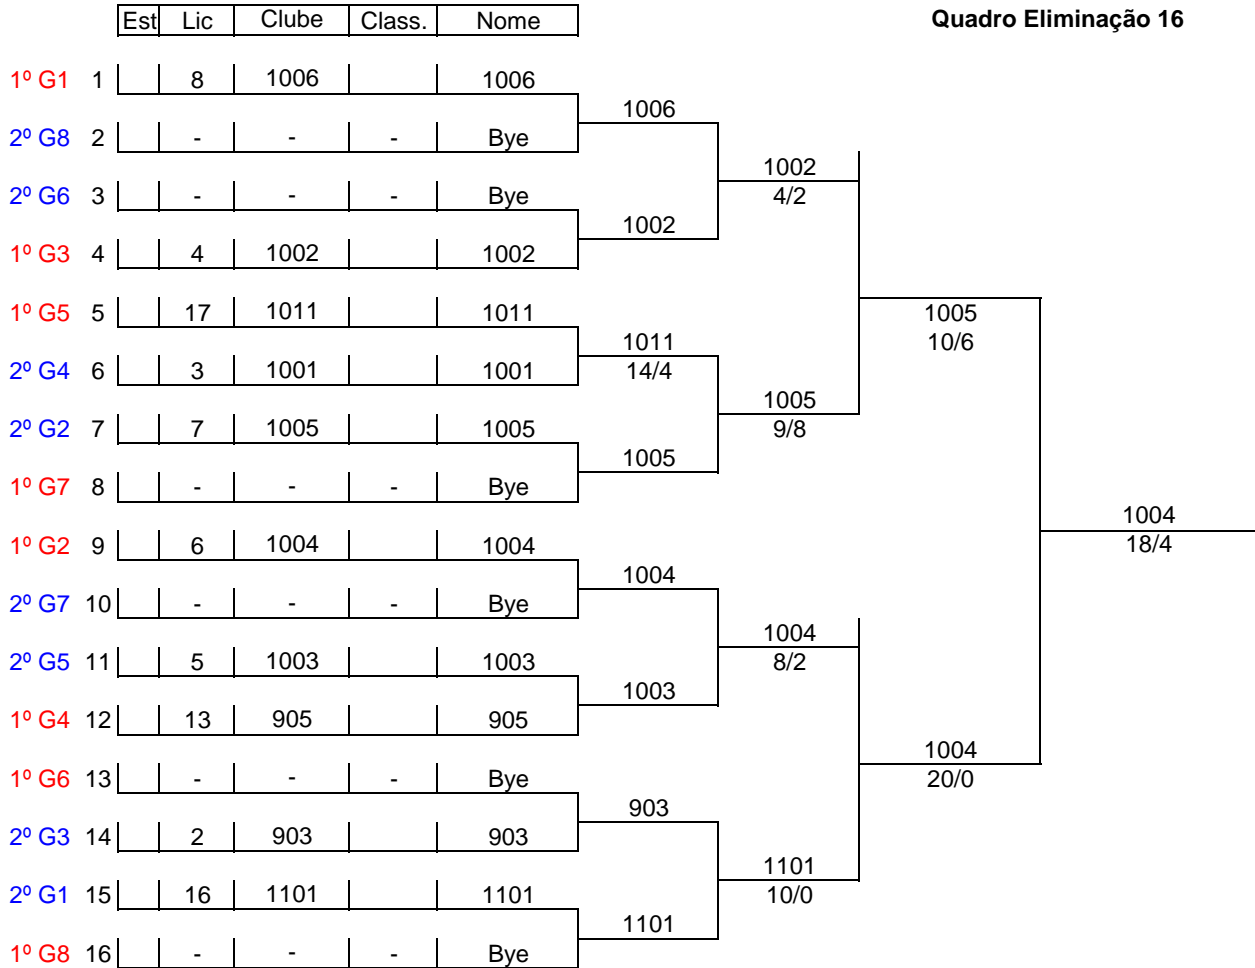 Est Lic Clube Class. Nome
Quadro Eliminação 16
1º G1 1 8 1006 1006
1006
2º G8 2 - - - Bye
1002
4/2
2º G6 3 - - - Bye
1002
1º G3 4 4 1002 1002
1º G5 5 17 1011 1011
1005
10/6
1011
14/4
2º G4 6 3 1001 1001
1005
9/8
2º G2 7 7 1005 1005
1005
1º G7 8 - - - Bye
1004
18/4
1º G2 9 6 1004 1004
1004
2º G7 10 - - - Bye
1004
8/2
2º G5 11 5 1003 1003
1003
1º G4 12 13 905 905
1004
20/0
1º G6 13 - - - Bye
903
2º G3 14 2 903 903
1101
10/0
2º G1 15 16 1101 1101
1101
1º G8 16 - - - Bye